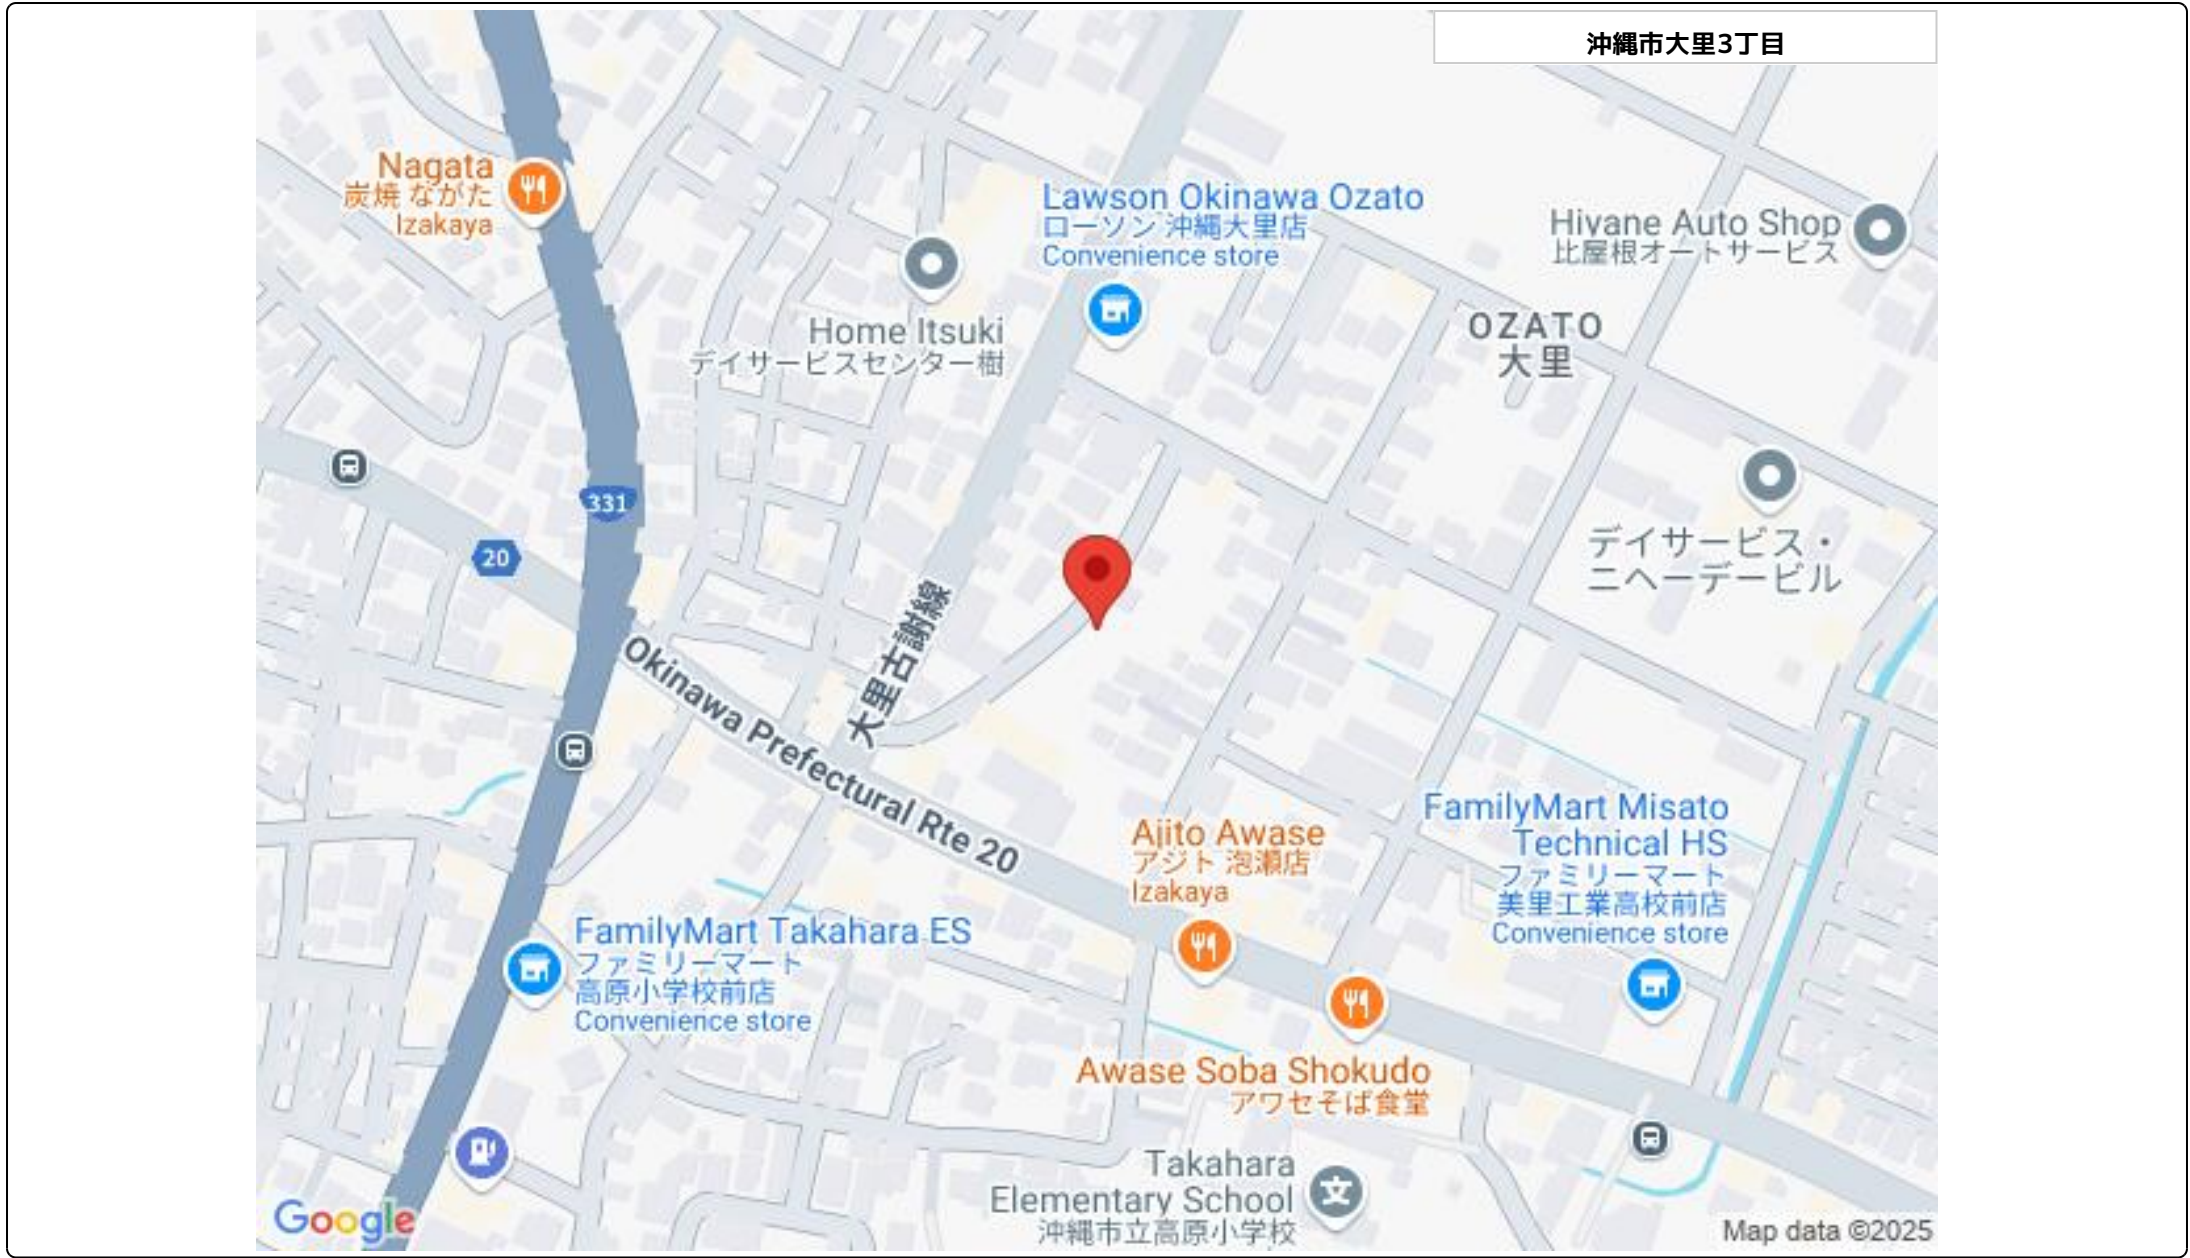 沖縄市大里3丁目
Nagata
炭焼 ながた
Izakaya
Lawson Okinawa Ozato
ローソン 沖縄大里店
Convenience store
Hivane Auto Shop
比屋根オートサービス
Home Itsuki
デイサービスセンター樹
OZATO
大里
331
20
デイサービス・
ニヘーデービル
大里古謝線
Okinawa Prefectural Rte 20
FamilyMart Misato
Technical HS
ファミリーマート
美里工業高校前店
Convenience store
Ajito Awase
アジト 泡瀬店
Izakaya
FamilyMart Takahara ES
ファミリーマート
高原小学校前店
Convenience store
Awase Soba Shokudo
アワセそば食堂
Takahara
Elementary School
沖縄市立高原小学校
文
Google
Map data ©2025